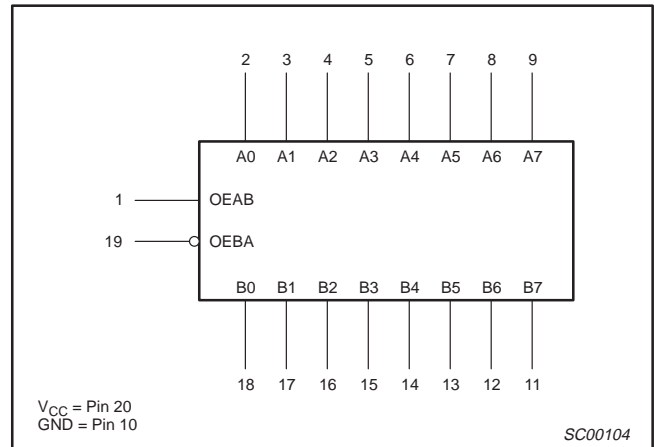 2 3 4 5 6 7 8 9
A0 A1 A2 A3 A4 A5 A6 A7
1 OEAB
19 OEBA
B0 B1 B2 B3 B4 B5 B6 B7
18 17 16 15 14 13 12 11
VCC = Pin 20
GND = Pin 10
SC00104